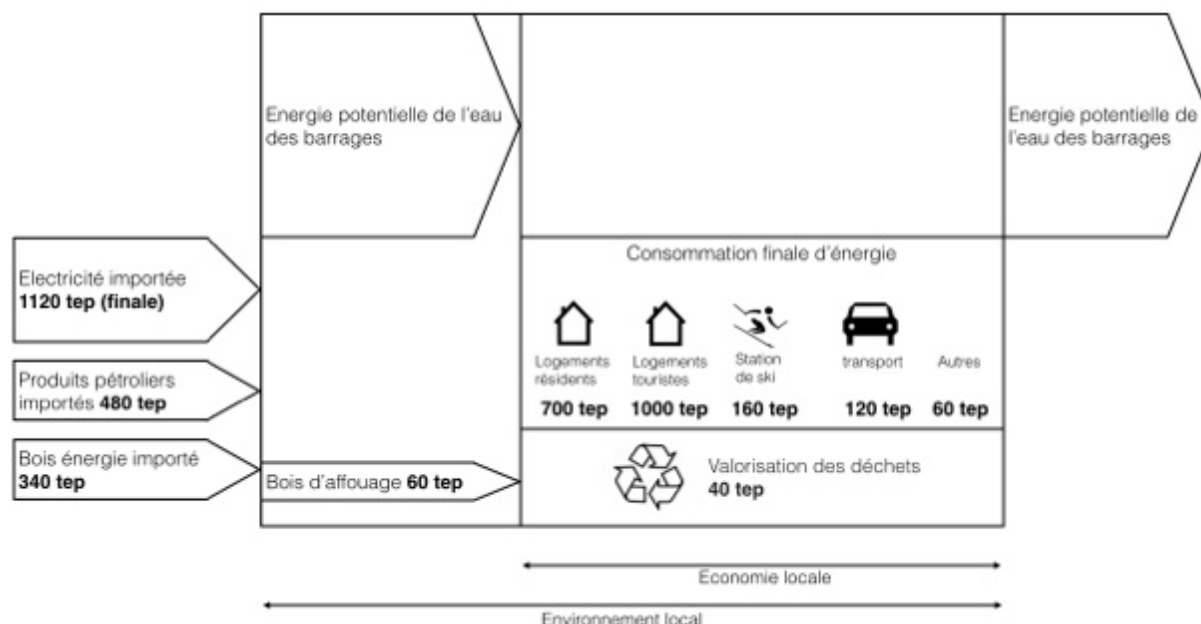 Energie potentielle de l'eau
des barrages
Energie potentielle de
l'eau des barrages
Electricité importée
1120 tep (finale)
Produits pétroliers
importés 480 tep
Bois énergie importé
340 tep
Bois d'affouage 60 tep
Consommation finale d'énergie
Logements
résidents
700 tep
Logements
touristes
1000 tep
Station
de ski
160 tep
transport
120 tep
Autres
60 tep
Valorisation des déchets
40 tep
Economie locale
Environnement local